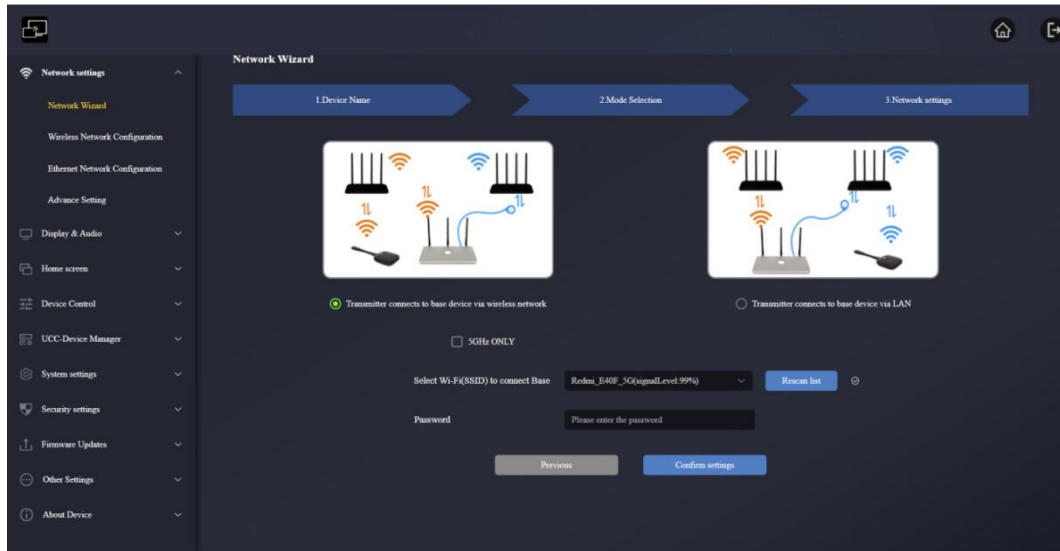 Network Wizard
Network settings
1.Device Name
2.Mode Selection
3.Network settings
Network Wizard
Wireless Network Configuration
Ethernet Network Configuration
Advance Setting
Display & Audio
Home screen
Device Control
UCC-Device Manager
System settings
Security settings
Firmware Updates
Other Settings
About Device
Transmitter connects to base device via wireless network
Transmitter connects to base device via LAN
5GHz ONLY
Select Wi-Fi(SSID) to connect Base
Redmi_E40F_5G(signalLevel:99%)
Rescan list
Password
Please enter the password
Previous
Confirm settings